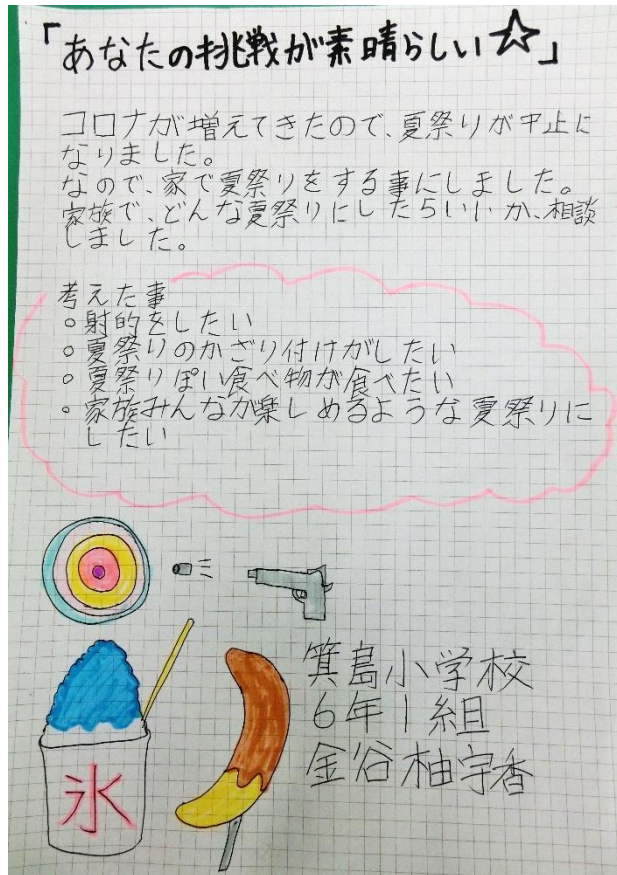 「あなたの挑戦が素晴らしい☆」
コロナが増えてきたので、夏祭りが中止に
なりました。
なので、家で夏祭りをする事にしました。
家族で、どんな夏祭りにしたらいいか、相談
しました。
考えた事
○射的をしたい
○夏祭りのかざり付けがしたい
○夏祭りぽい食べ物が食べたい
○家族みんなが楽しめるような夏祭りに
したい
氷
箕島小学校
6年1組
金谷柚宇香